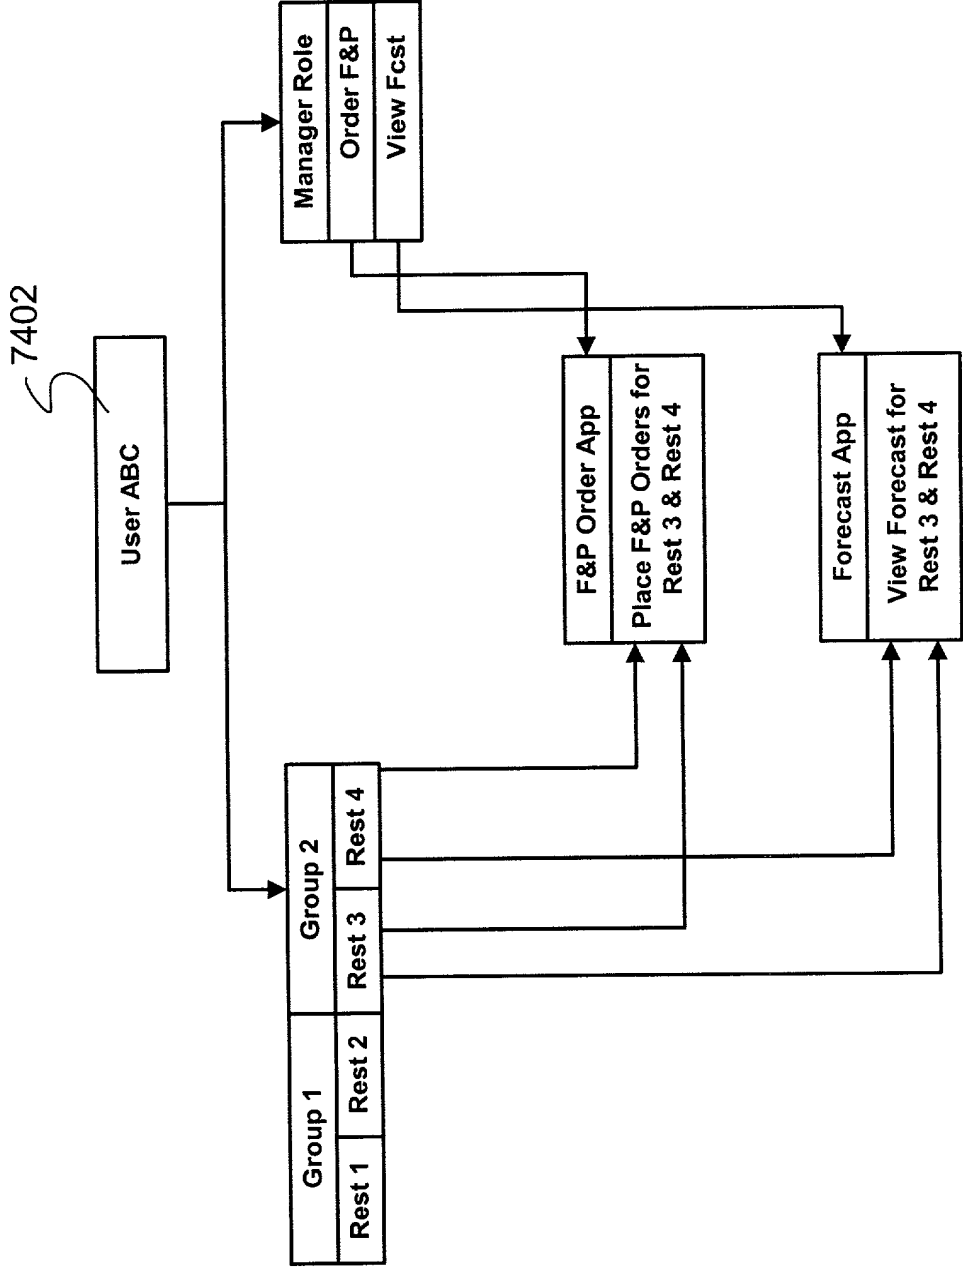 7402
User ABC
Group 1
Group 2
Rest 1
Rest 2
Rest 3
Rest 4
Manager Role
Order F&P
View Fcst
F&P Order App
Place F&P Orders for
Rest 3 & Rest 4
Forecast App
View Forecast for
Rest 3 & Rest 4